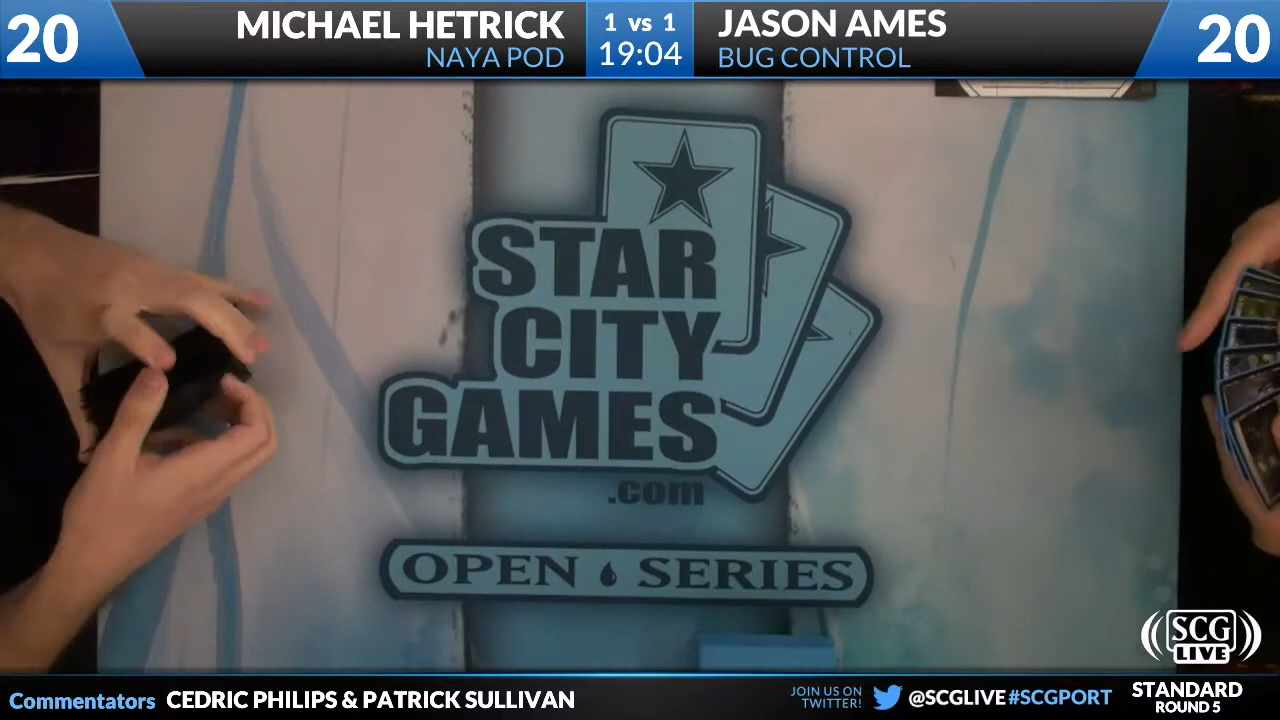 20
MICHAEL HETRICK
NAYA POD
1 vs 1
19:04
JASON AMES
BUG CONTROL
20
STAR
CITY
GAMES
.com
OPEN SERIES
SCG
LIVE
Commentators CEDRIC PHILIPS & PATRICK SULLIVAN
JOIN US ON
TWITTER!
@SCGLIVE #SCGPORT
STANDARD
ROUND 5